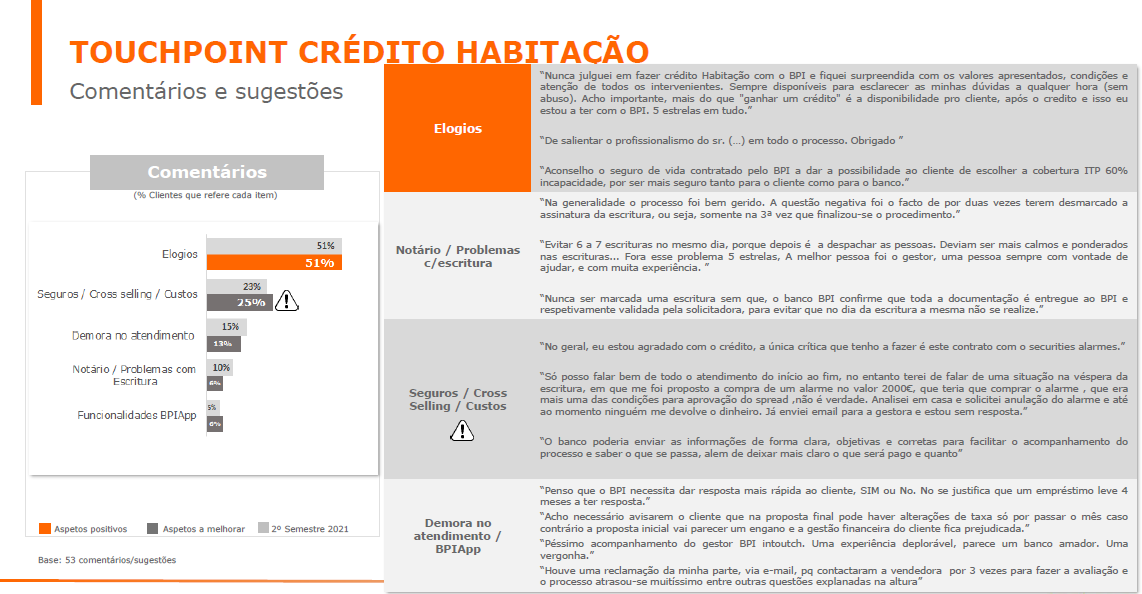 TOUCHPOINT CRÉDITO HABITAÇÃO
Comentários e sugestões
Comentários
(% Clientes que refere cada item)
Elogios
51%
51%
Seguros / Cross selling / Custos
23%
25%
Demora no atendimento
15%
13%
Notário / Problemas com
Escritura
10%
6%
Funcionalidades BPIApp
5%
6%
Aspetos positivos
Aspetos a melhorar
2º Semestre 2021
Base: 53 comentários/sugestões
Elogios
“Nunca julguei em fazer crédito Habitação com o BPI e fiquei surpreendida com os valores apresentados, condições e
atenção de todos os intervenientes. Sempre disponíveis para esclarecer as minhas dúvidas a qualquer hora (sem
abuso). Acho importante, mais do que "ganhar um crédito" é a disponibilidade pro cliente, após o credito e isso eu
estou a ter com o BPI. 5 estrelas em tudo.”
“De salientar o profissionalismo do sr. (…) em todo o processo. Obrigado ”
“Aconselho o seguro de vida contratado pelo BPI a dar a possibilidade ao cliente de escolher a cobertura ITP 60%
incapacidade, por ser mais seguro tanto para o cliente como para o banco.”
Notário / Problemas
c/escritura
“Na generalidade o processo foi bem gerido. A questão negativa foi o facto de por duas vezes terem desmarcado a
assinatura da escritura, ou seja, somente na 3ª vez que finalizou-se o procedimento.”
“Evitar 6 a 7 escrituras no mesmo dia, porque depois é  a despachar as pessoas. Deviam ser mais calmos e ponderados
nas escrituras... Fora esse problema 5 estrelas, A melhor pessoa foi o gestor, uma pessoa sempre com vontade de
ajudar, e com muita experiência. ”
“Nunca ser marcada uma escritura sem que, o banco BPI confirme que toda a documentação é entregue ao BPI e
respetivamente validada pela solicitadora, para evitar que no dia da escritura a mesma não se realize.”
Seguros / Cross
Selling / Custos
“No geral, eu estou agradado com o crédito, a única crítica que tenho a fazer é este contrato com o securities alarmes.”
“Só posso falar bem de todo o atendimento do início ao fim, no entanto terei de falar de uma situação na véspera da
escritura, em que me foi proposto a compra de um alarme no valor 2000€, que teria que comprar o alarme , que era
mais uma das condições para aprovação do spread ,não é verdade. Analisei em casa e solicitei anulação do alarme e até
ao momento ninguém me devolve o dinheiro. Já enviei email para a gestora e estou sem resposta.”
“O banco poderia enviar as informações de forma clara, objetivas e corretas para facilitar o acompanhamento do
processo e saber o que se passa, alem de deixar mais claro o que será pago e quanto”
Demora no
atendimento /
BPIApp
“Penso que o BPI necessita dar resposta mais rápida ao cliente, SIM ou No. No se justifica que um empréstimo leve 4
meses a ter resposta.”
“Acho necessário avisarem o cliente que na proposta final pode haver alterações de taxa só por passar o mês caso
contrário a proposta inicial vai parecer um engano e a gestão financeira do cliente fica prejudicada.”
“Péssimo acompanhamento do gestor BPI intoutch. Uma experiência deplorável, parece um banco amador. Uma
vergonha.”
“Houve uma reclamação da minha parte, via e-mail, pq contactaram a vendedora  por 3 vezes para fazer a avaliação e
o processo atrasou-se muitíssimo entre outras questões explanadas na altura”